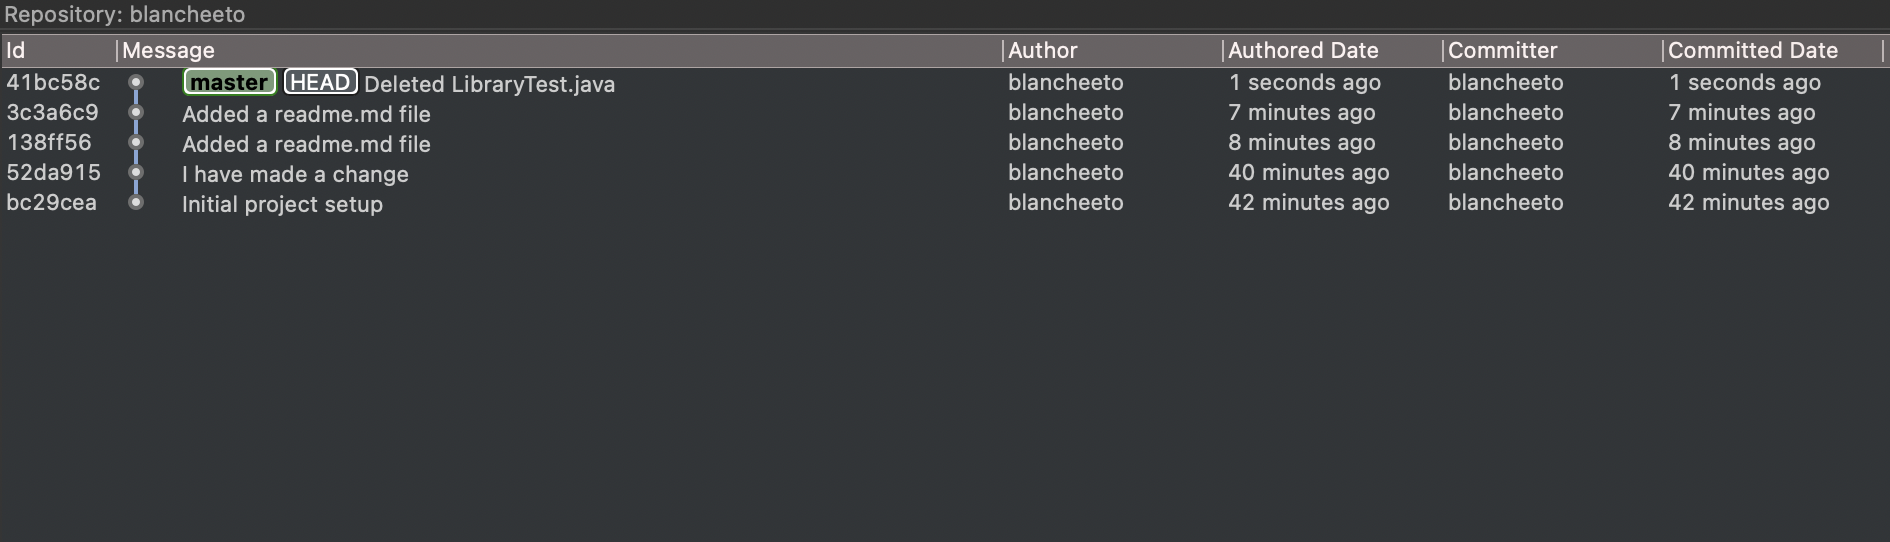 Repository: blancheeto
Id Message Author Authored Date Committer Committed Date
41bc58c master HEAD Deleted LibraryTest.java blancheeto 1 seconds ago blancheeto 1 seconds ago
3c3a6c9 Added a readme.md file blancheeto 7 minutes ago blancheeto 7 minutes ago
138ff56 Added a readme.md file blancheeto 8 minutes ago blancheeto 8 minutes ago
52da915 I have made a change blancheeto 40 minutes ago blancheeto 40 minutes ago
bc29cea Initial project setup blancheeto 42 minutes ago blancheeto 42 minutes ago